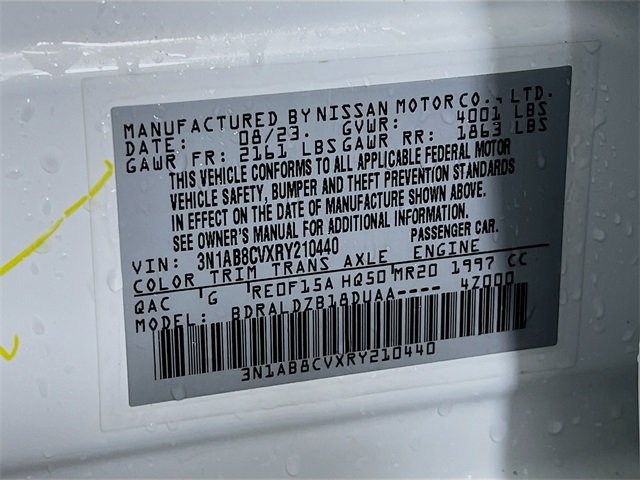 MANUFACTURED BY NISSAN MOTOR CO., LTD.
DATE: 08/23. GVWR: 4001 LBS
GAWR FR: 2161 LBS GAWR RR: 1863 LBS
THIS VEHICLE CONFORMS TO ALL APPLICABLE FEDERAL MOTOR
VEHICLE SAFETY, BUMPER AND THEFT PREVENTION STANDARDS
IN EFFECT ON THE DATE OF MANUFACTURE SHOWN ABOVE.
SEE OWNER'S MANUAL FOR ADDITIONAL INFORMATION.
VIN: 3N1AB8CVXRY210440 PASSENGER CAR.
COLOR TRIM TRANS AXLE ENGINE
QAC G RE0F15A HQ50 MR20 1997 CC
MODEL: BDRALDZB18DUAA---- 47000
3N1AB8CVXRY210440